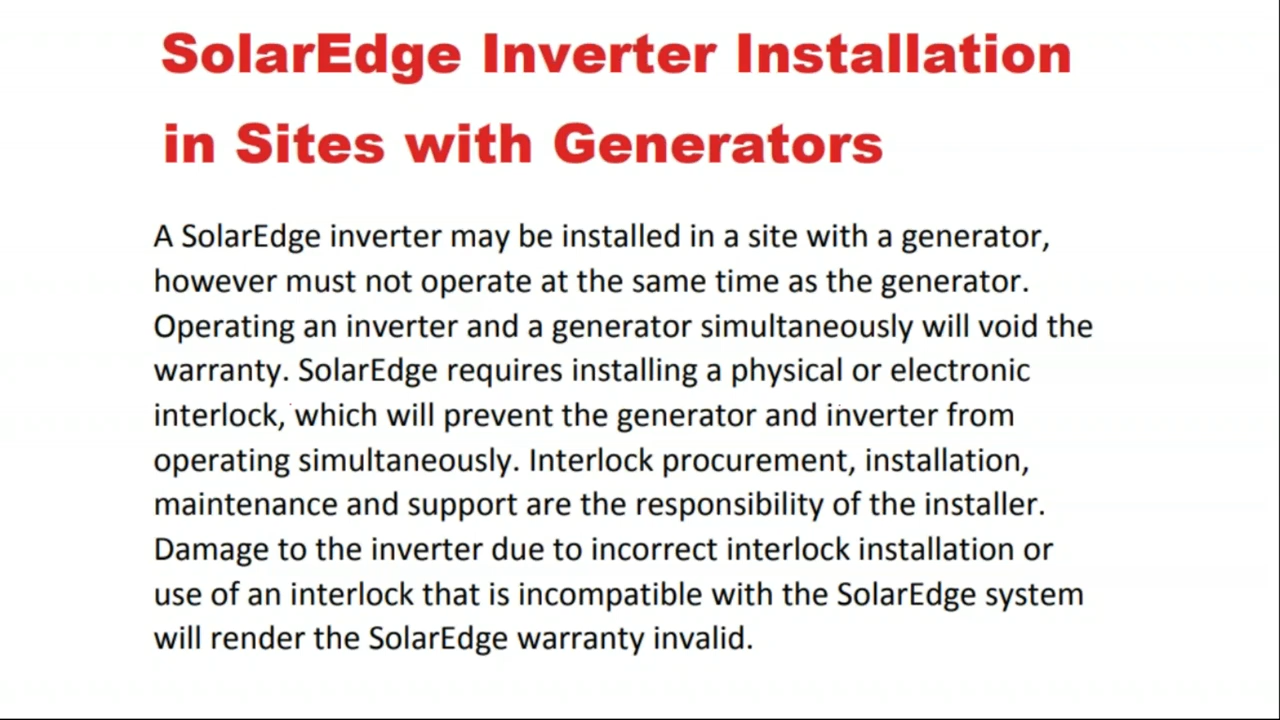 SolarEdge Inverter Installation
in Sites with Generators
A SolarEdge inverter may be installed in a site with a generator,
however must not operate at the same time as the generator.
Operating an inverter and a generator simultaneously will void the
warranty. SolarEdge requires installing a physical or electronic
interlock, which will prevent the generator and inverter from
operating simultaneously. Interlock procurement, installation,
maintenance and support are the responsibility of the installer.
Damage to the inverter due to incorrect interlock installation or
use of an interlock that is incompatible with the SolarEdge system
will render the SolarEdge warranty invalid.